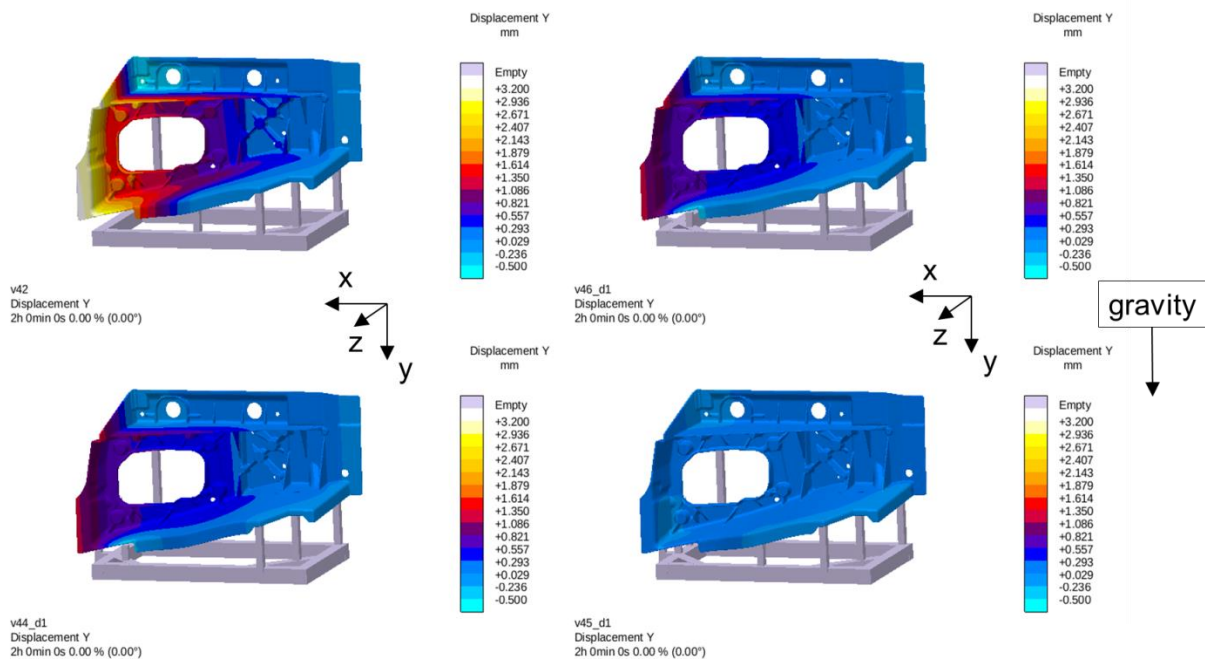 Displacement Y
mm
Empty
+3.200
+2.936
+2.671
+2.407
+2.143
+1.879
+1.614
+1.350
+1.086
+0.821
+0.557
+0.293
+0.029
-0.236
-0.500
v42
Displacement Y
2h 0min 0s 0.00 % (0.00°)
x
z
y
Displacement Y
mm
Empty
+3.200
+2.936
+2.671
+2.407
+2.143
+1.879
+1.614
+1.350
+1.086
+0.821
+0.557
+0.293
+0.029
-0.236
-0.500
v46_d1
Displacement Y
2h 0min 0s 0.00 % (0.00°)
x
z
y
gravity
Displacement Y
mm
Empty
+3.200
+2.936
+2.671
+2.407
+2.143
+1.879
+1.614
+1.350
+1.086
+0.821
+0.557
+0.293
+0.029
-0.236
-0.500
v44_d1
Displacement Y
2h 0min 0s 0.00 % (0.00°)
Displacement Y
mm
Empty
+3.200
+2.936
+2.671
+2.407
+2.143
+1.879
+1.614
+1.350
+1.086
+0.821
+0.557
+0.293
+0.029
-0.236
-0.500
v45_d1
Displacement Y
2h 0min 0s 0.00 % (0.00°)